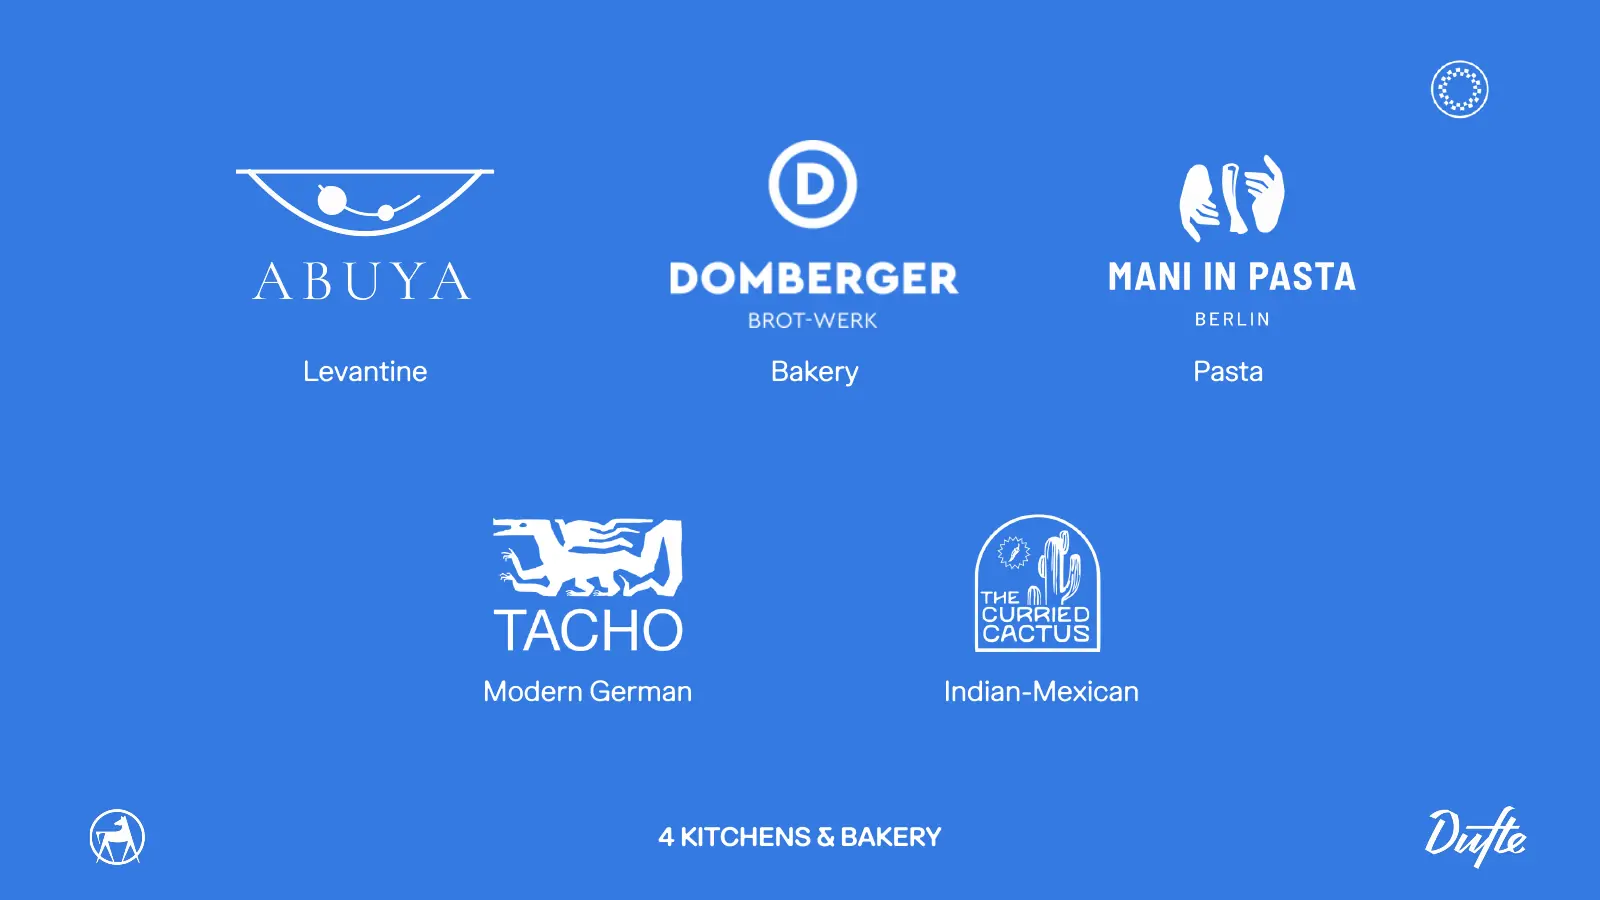 ABUYA
Levantine
D
DOMBERGER
BROT-WERK
Bakery
MANI IN PASTA
BERLIN
Pasta
TACHO
Modern German
THE
CURRIED
CACTUS
Indian-Mexican
4 KITCHENS & BAKERY
Dufte